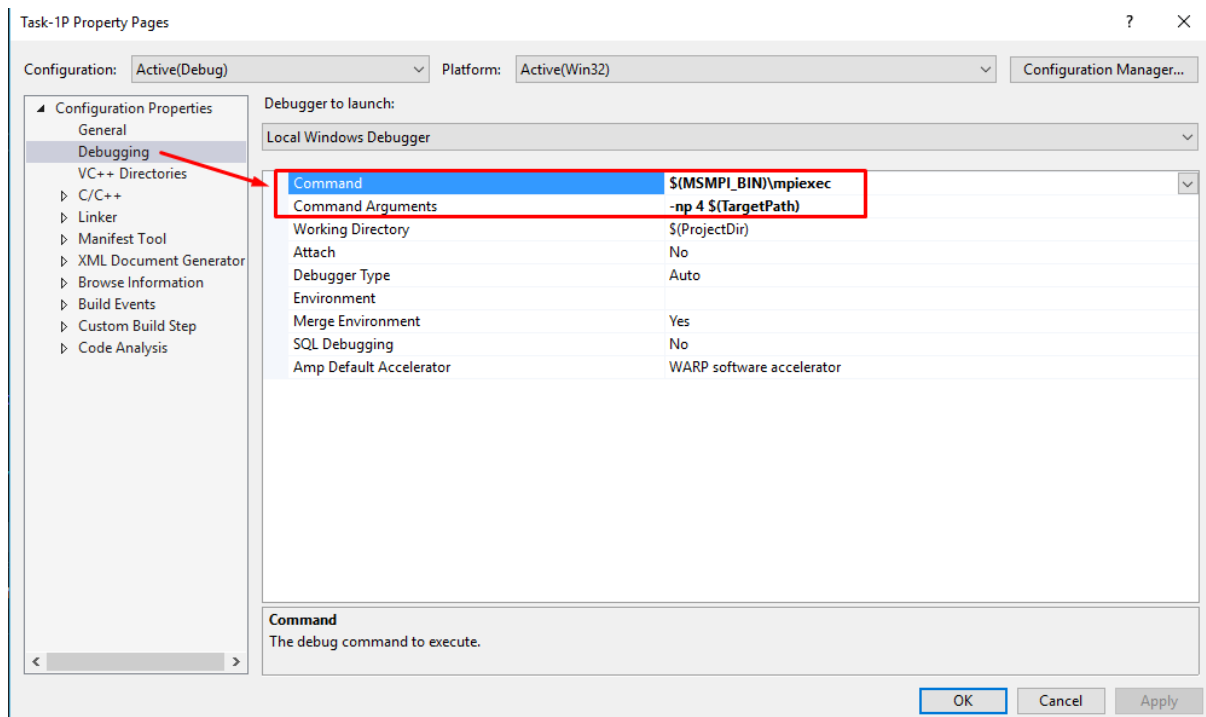 Task-1P Property Pages ? ×
Configuration: Active(Debug) Platform: Active(Win32) Configuration Manager...
Configuration Properties
General
Debugging
VC++ Directories
C/C++
Linker
Manifest Tool
XML Document Generator
Browse Information
Build Events
Custom Build Step
Code Analysis
Debugger to launch:
Local Windows Debugger
Command $(MSMPI_BIN)\mpiexec
Command Arguments -np 4 $(TargetPath)
Working Directory $(ProjectDir)
Attach No
Debugger Type Auto
Environment
Merge Environment Yes
SQL Debugging No
Amp Default Accelerator WARP software accelerator
Command
The debug command to execute.
OK Cancel Apply